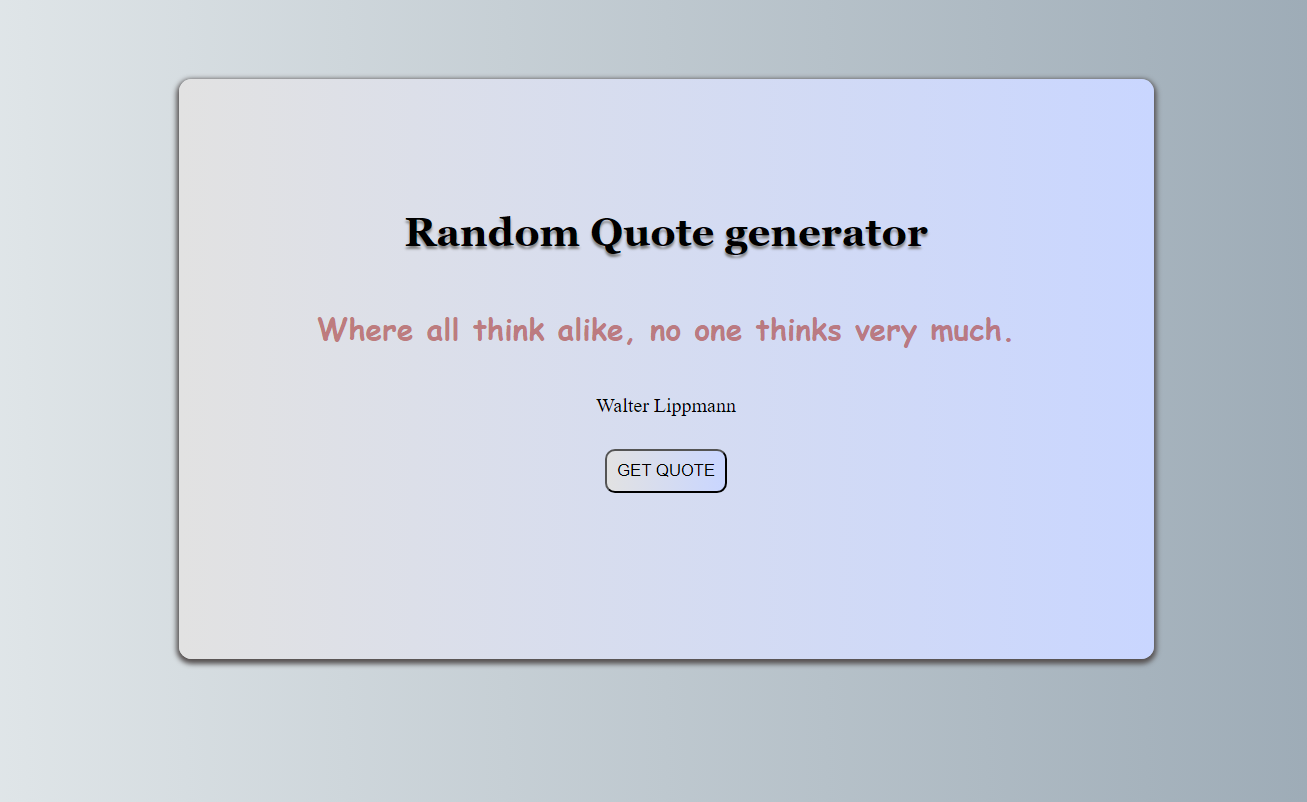 Random Quote generator
Where all think alike, no one thinks very much.
Walter Lippmann
GET QUOTE